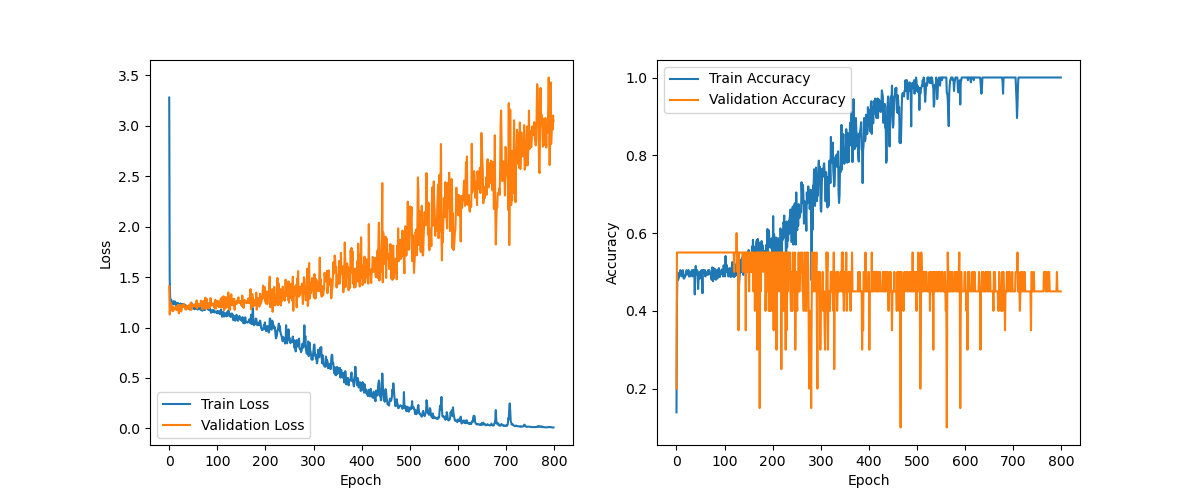 3.5
3.0
2.5
2.0
1.5
1.0
0.5
0.0
Loss
0 100 200 300 400 500 600 700 800
Epoch
Train Loss
Validation Loss
1.0
0.8
0.6
0.4
0.2
Accuracy
0 100 200 300 400 500 600 700 800
Epoch
Train Accuracy
Validation Accuracy